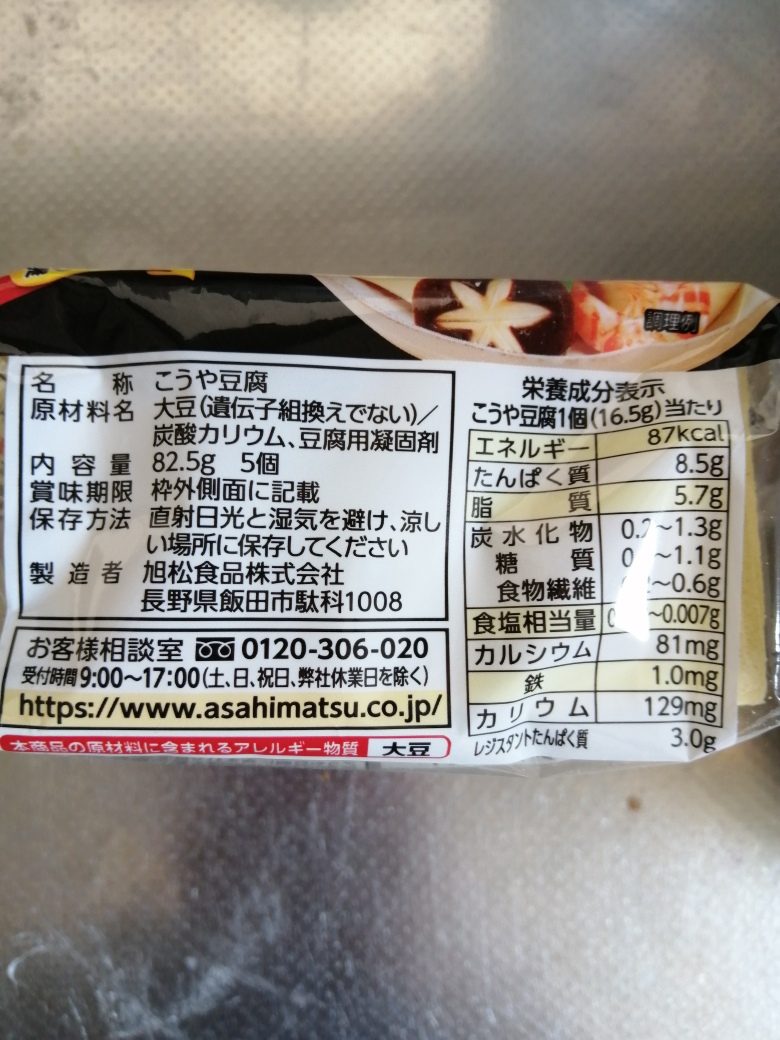 調理例
名称 こうや豆腐
原材料名 大豆(遺伝子組換えでない)/
炭酸カリウム、豆腐用凝固剤
内容量 82.5g 5個
賞味期限 枠外側面に記載
保存方法 直射日光と湿気を避け、涼し
い場所に保存してください
製造者 旭松食品株式会社
長野県飯田市駄科1008
お客様相談室 0120-306-020
受付時間9:00〜17:00(土、日、祝日、弊社休業日を除く)
https://www.asahimatsu.co.jp/
本商品の原材料に含まれるアレルギー物質 大豆
栄養成分表示
こうや豆腐1個(16.5g)当たり
エネルギー 87kcal
たんぱく質 8.5g
脂質 5.7g
炭水化物 〜1.3g
糖質 〜1.1g
食物繊維 〜0.6g
食塩相当量 〜0.007g
カルシウム 81mg
鉄 1.0mg
カリウム 129mg
レジスタントたんぱく質 3.0g